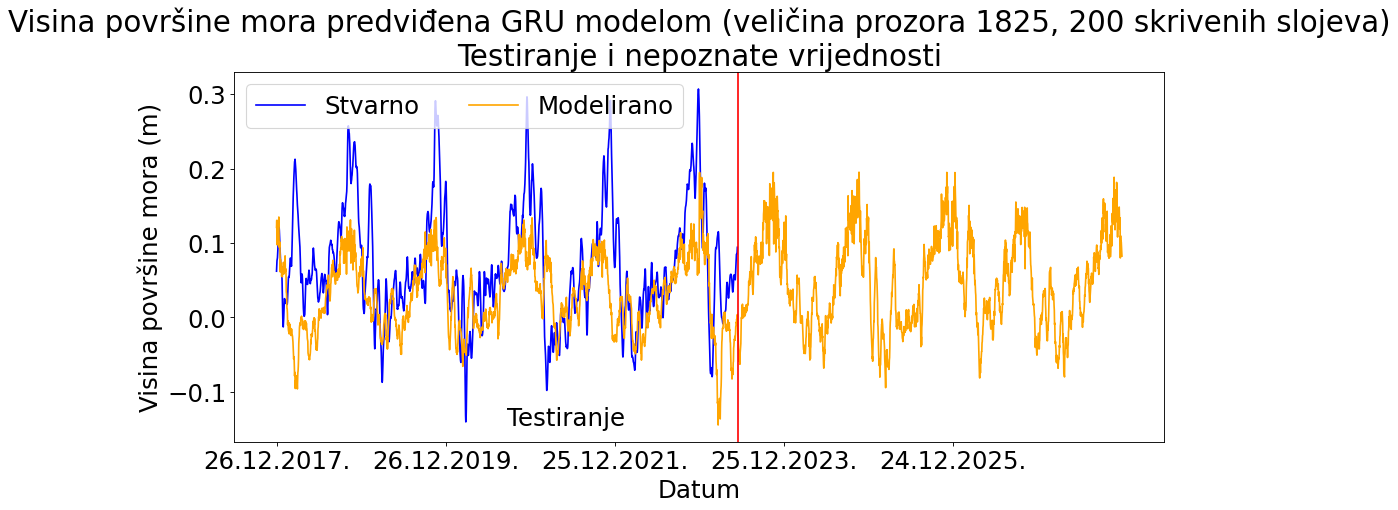 Visina površine mora predviđena GRU modelom (veličina prozora 1825, 200 skrivenih slojeva)
Testiranje i nepoznate vrijednosti
Stvarno Modelirano
Visina površine mora (m)
0.3
0.2
0.1
0.0
−0.1
Testiranje
26.12.2017. 26.12.2019. 25.12.2021. 25.12.2023. 24.12.2025.
Datum